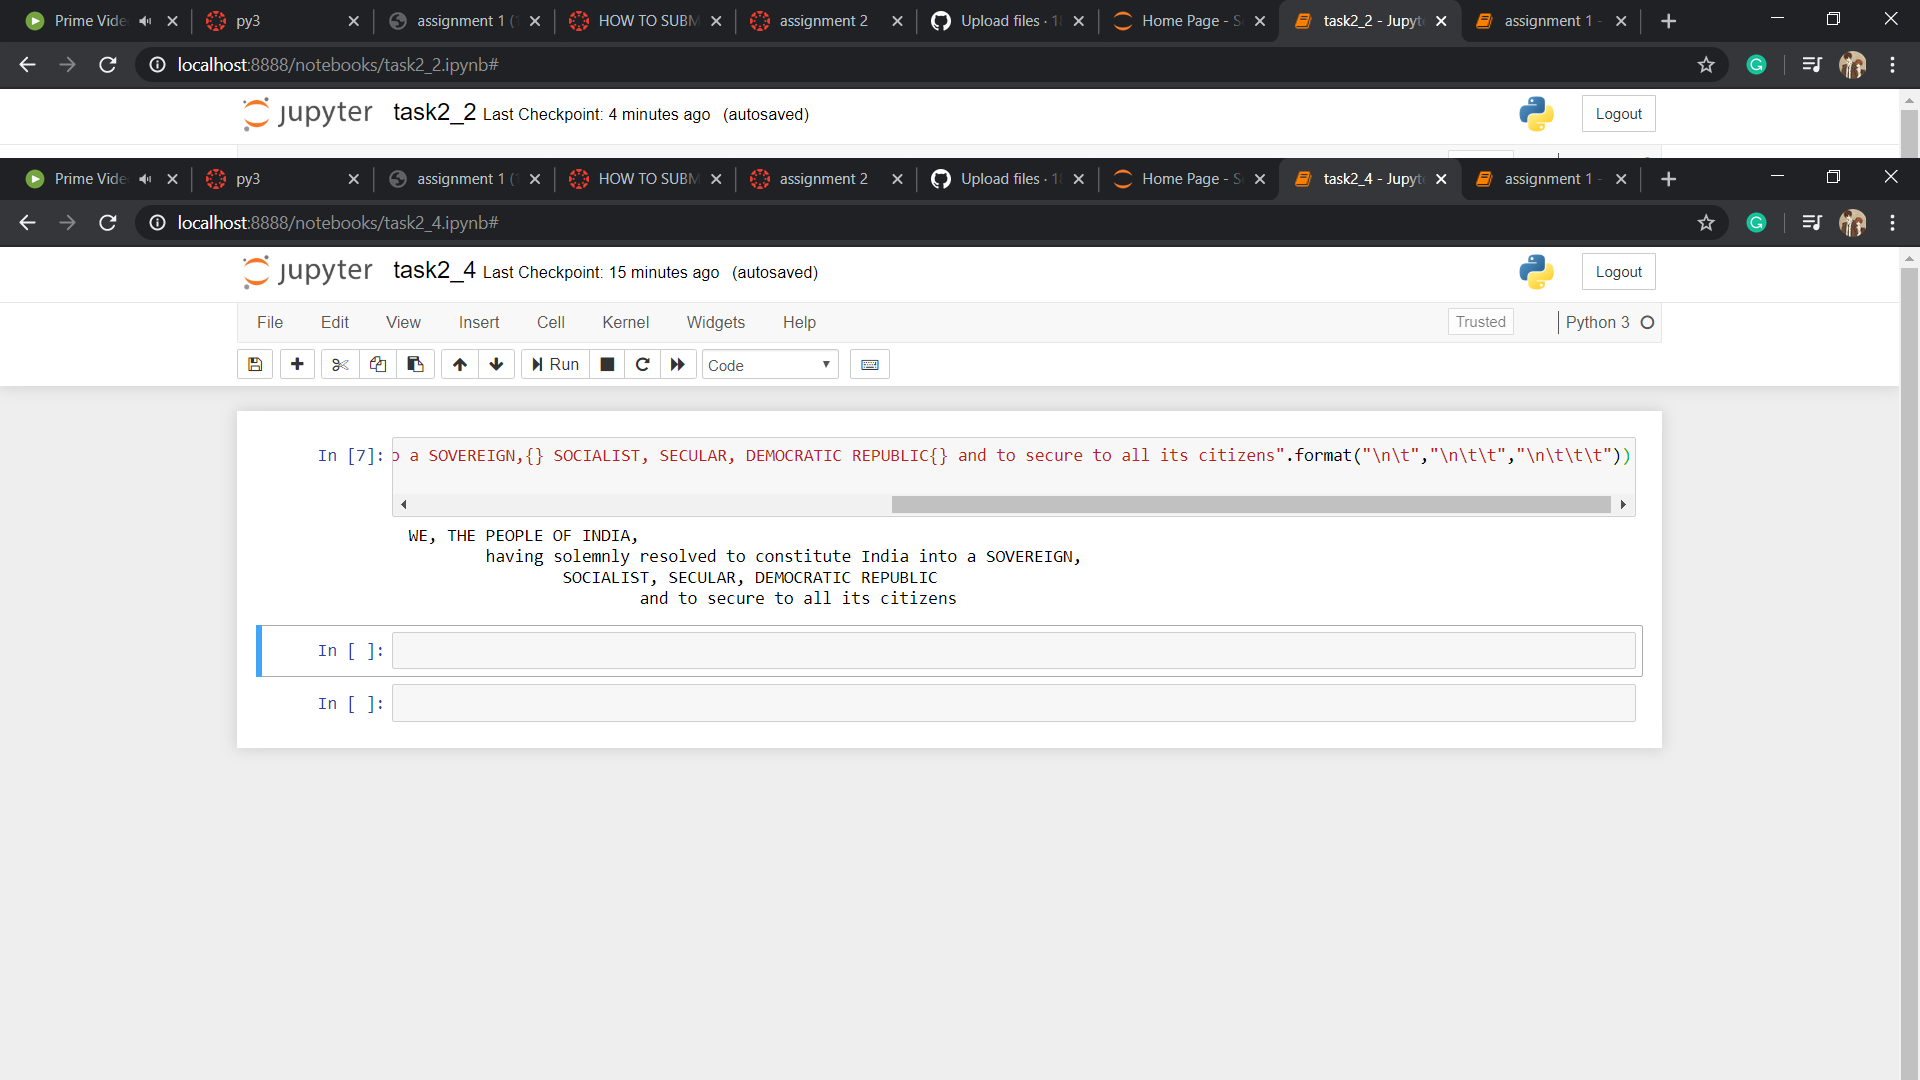 Prime Vide py3 assignment 1 ( HOW TO SUBM assignment 2 Upload files · 18 Home Page - S task2_2 - Jupyt assignment 1 -
localhost:8888/notebooks/task2_2.ipynb#
jupyter task2_2 Last Checkpoint: 4 minutes ago (autosaved) Logout
Prime Vide py3 assignment 1 ( HOW TO SUBM assignment 2 Upload files · 18 Home Page - S task2_4 - Jupyt assignment 1 -
localhost:8888/notebooks/task2_4.ipynb#
jupyter task2_4 Last Checkpoint: 15 minutes ago (autosaved) Logout
File Edit View Insert Cell Kernel Widgets Help Trusted Python 3
Run Code
In [7]: o a SOVEREIGN,{} SOCIALIST, SECULAR, DEMOCRATIC REPUBLIC{} and to secure to all its citizens".format("\n\t","\n\t\t","\n\t\t\t"))
WE, THE PEOPLE OF INDIA,
having solemnly resolved to constitute India into a SOVEREIGN,
SOCIALIST, SECULAR, DEMOCRATIC REPUBLIC
and to secure to all its citizens
In [ ]:
In [ ]: